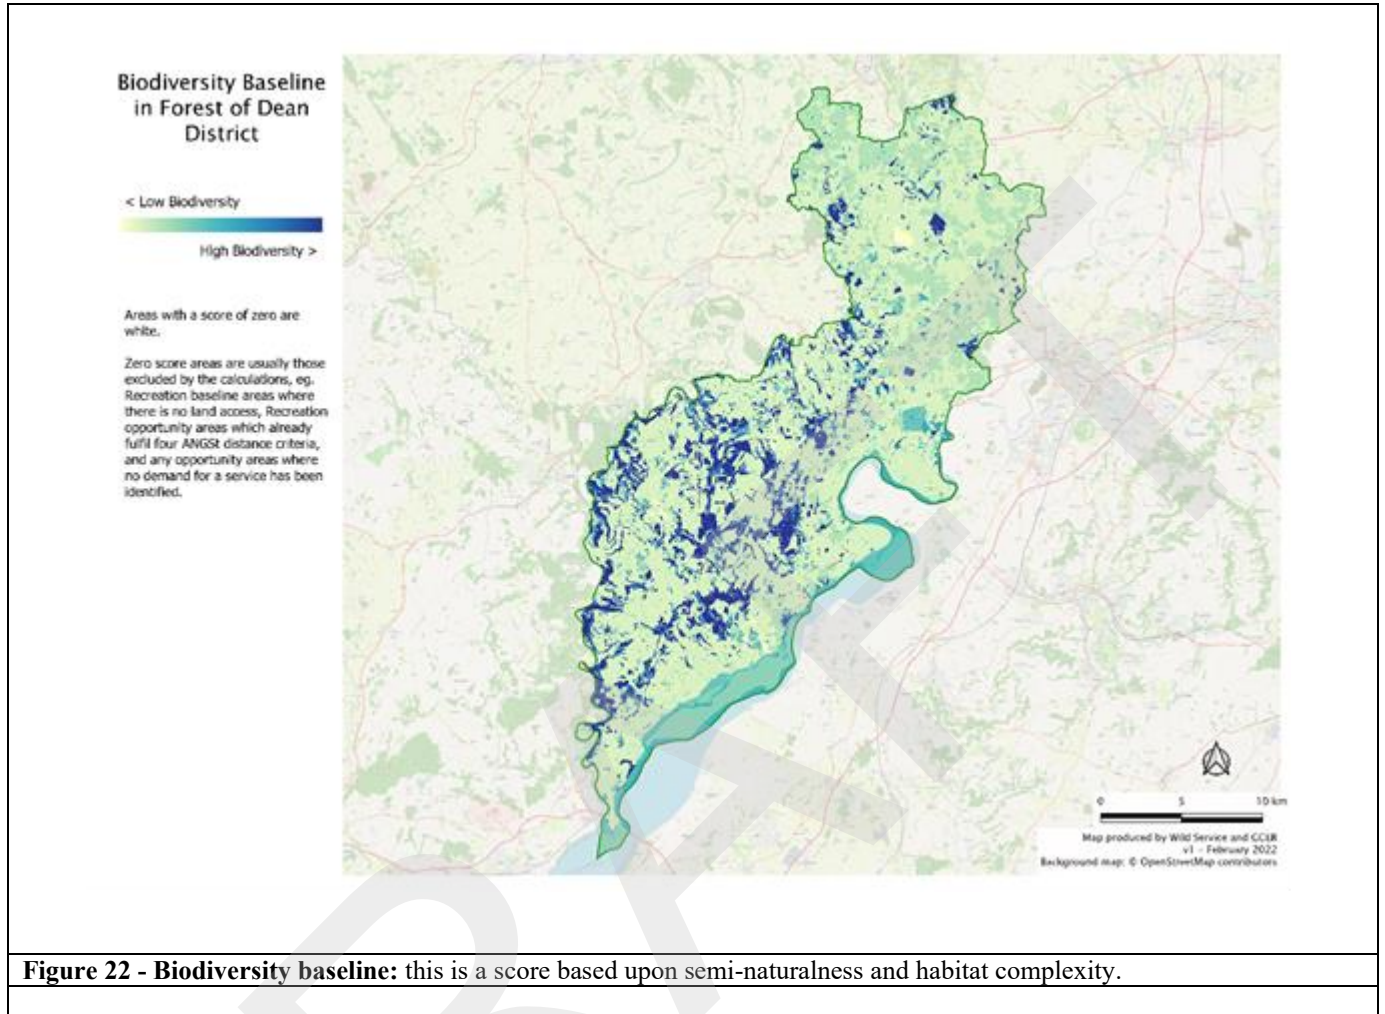 Biodiversity Baseline
in Forest of Dean
District
< Low Biodiversity
High Biodiversity >
Areas with a score of zero are
white.
Zero score areas are usually those
excluded by the calculations, eg.
Recreation baseline areas where
there is no land access, Recreation
opportunity areas which already
fulfil four ANGSt distance criteria,
and any opportunity areas where
no demand for a service has been
identified.
0 5 10 km
Map produced by Wild Service and GCER
v1 - February 2022
Background map: © OpenStreetMap contributors
Figure 22 - Biodiversity baseline: this is a score based upon semi-naturalness and habitat complexity.